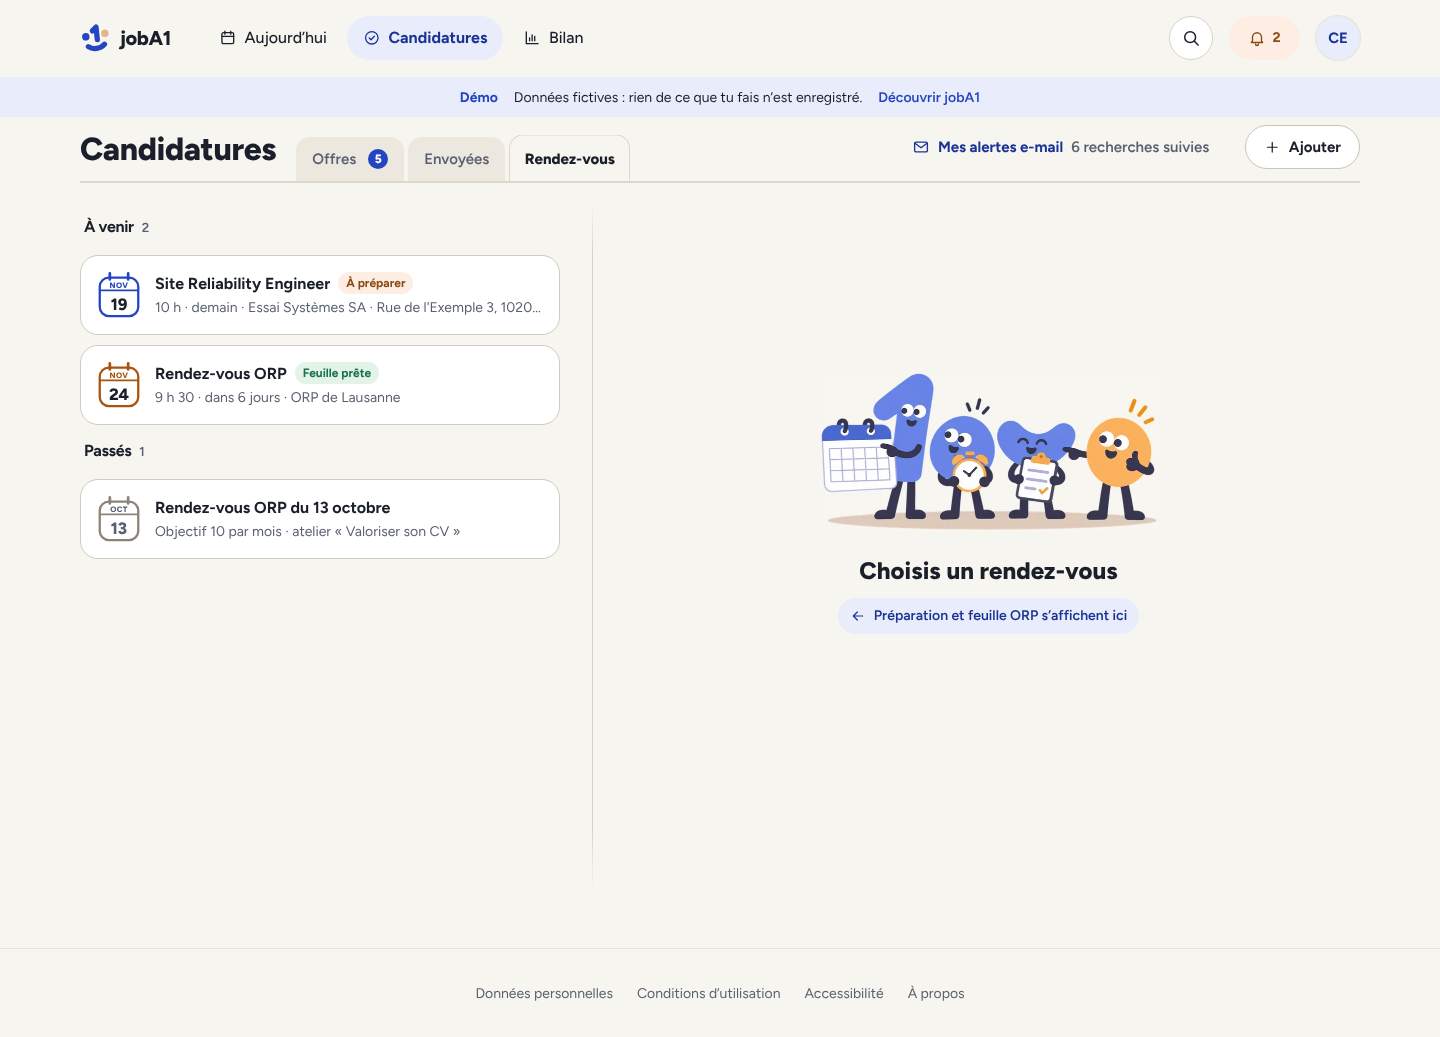 jobA1
Aujourd’hui
Candidatures
Bilan
2
CE
Démo Données fictives : rien de ce que tu fais n’est enregistré. Découvrir jobA1
Candidatures
Offres 5
Envoyées
Rendez-vous
Mes alertes e-mail 6 recherches suivies
Ajouter
À venir 2
NOV
19
Site Reliability Engineer À préparer
10 h · demain · Essai Systèmes SA · Rue de l'Exemple 3, 1020…
NOV
24
Rendez-vous ORP Feuille prête
9 h 30 · dans 6 jours · ORP de Lausanne
Passés 1
OCT
13
Rendez-vous ORP du 13 octobre
Objectif 10 par mois · atelier « Valoriser son CV »
Choisis un rendez-vous
Préparation et feuille ORP s’affichent ici
Données personnelles Conditions d’utilisation Accessibilité À propos